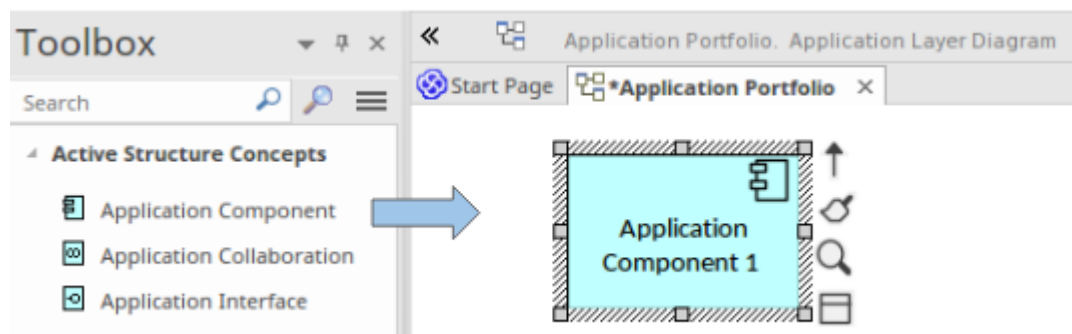 Toolbox
Application Portfolio. Application Layer Diagram
Search
Start Page
*Application Portfolio
Active Structure Concepts
Application Component
Application Collaboration
Application Interface
Application
Component 1